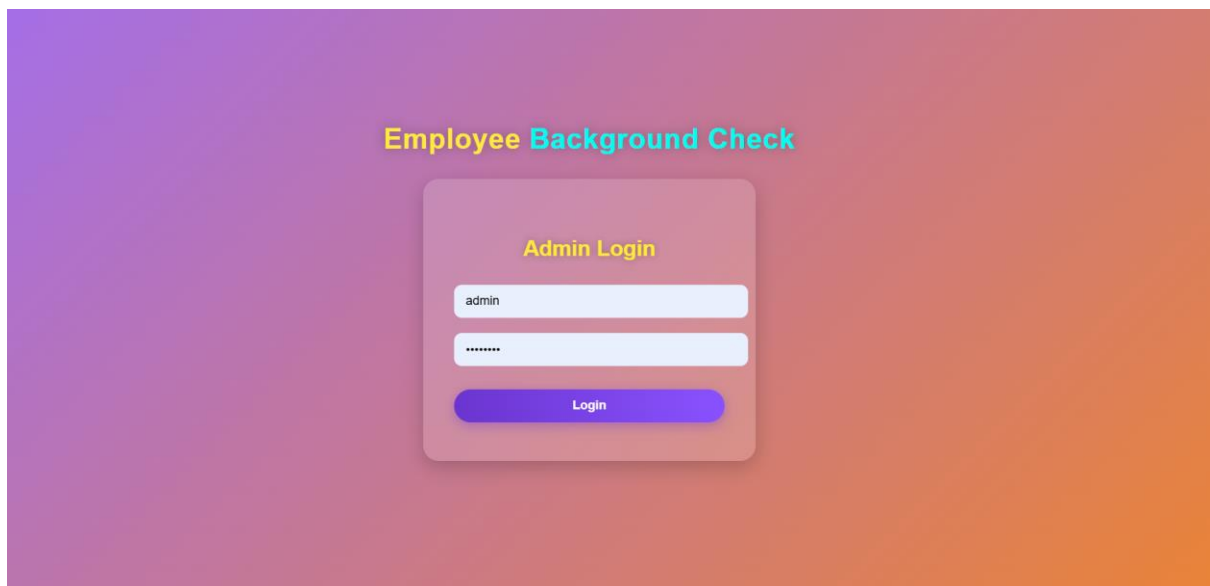 Employee Background Check
Admin Login
admin
••••••••
Login